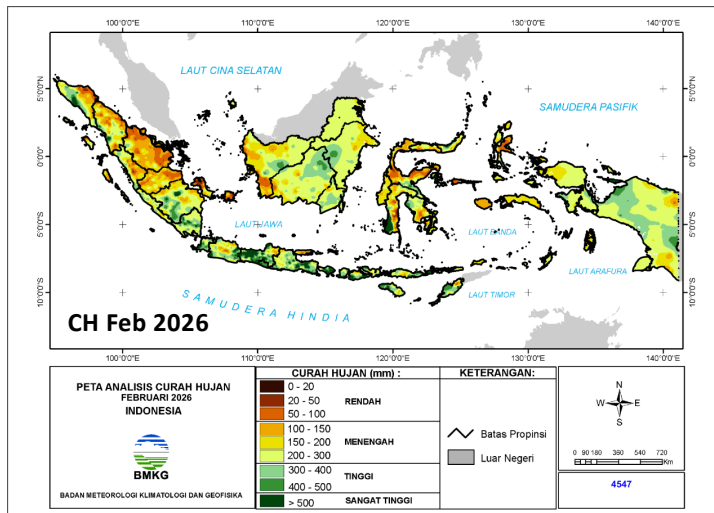 100°0'0"E 110°0'0"E 120°0'0"E 130°0'0"E 140°0'0"E
LAUT CINA SELATAN
5°0'0"N 5°0'0"N
SAMUDERA PASIFIK
0°0'0" 0°0'0"
LAUT JAWA
LAUT BANDA
5°0'0"S 5°0'0"S
LAUT ARAFURA
LAUT TIMOR
10°0'0"S 10°0'0"S
SAMUDERA HINDIA
CH Feb 2026
100°0'0"E 110°0'0"E 120°0'0"E 130°0'0"E 140°0'0"E
PETA ANALISIS CURAH HUJAN
FEBRUARI 2026
INDONESIA
BMKG
BADAN METEOROLOGI KLIMATOLOGI DAN GEOFISIKA
CURAH HUJAN (mm) :
0 - 20
20 - 50
50 - 100
RENDAH
100 - 150
150 - 200
200 - 300
MENENGAH
300 - 400
400 - 500
TINGGI
> 500
SANGAT TINGGI
KETERANGAN:
Batas Propinsi
Luar Negeri
N
W E
S
0 90 180 360 540 720
Km
4547